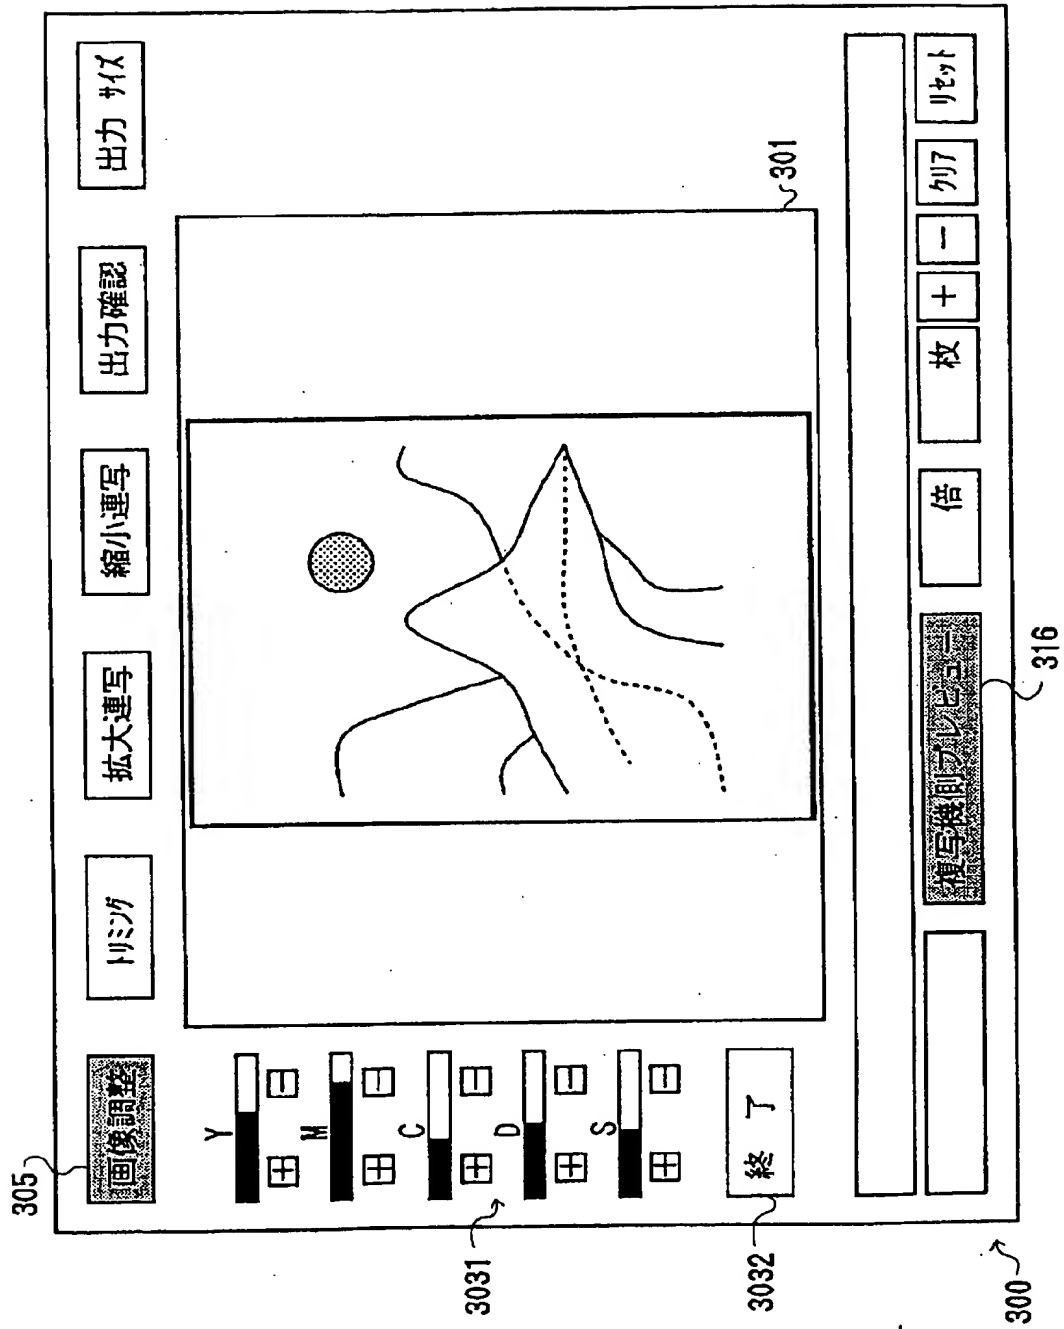 305
画像調整
トリミング
拡大連写
縮小連写
出力確認
出力 サイズ
Y
+ −
M
+ −
C
+ −
D
+ −
S
+ −
3031
終 了
3032
301
複写機側プレビュー
倍
枚
+
−
クリア
リセット
316
300